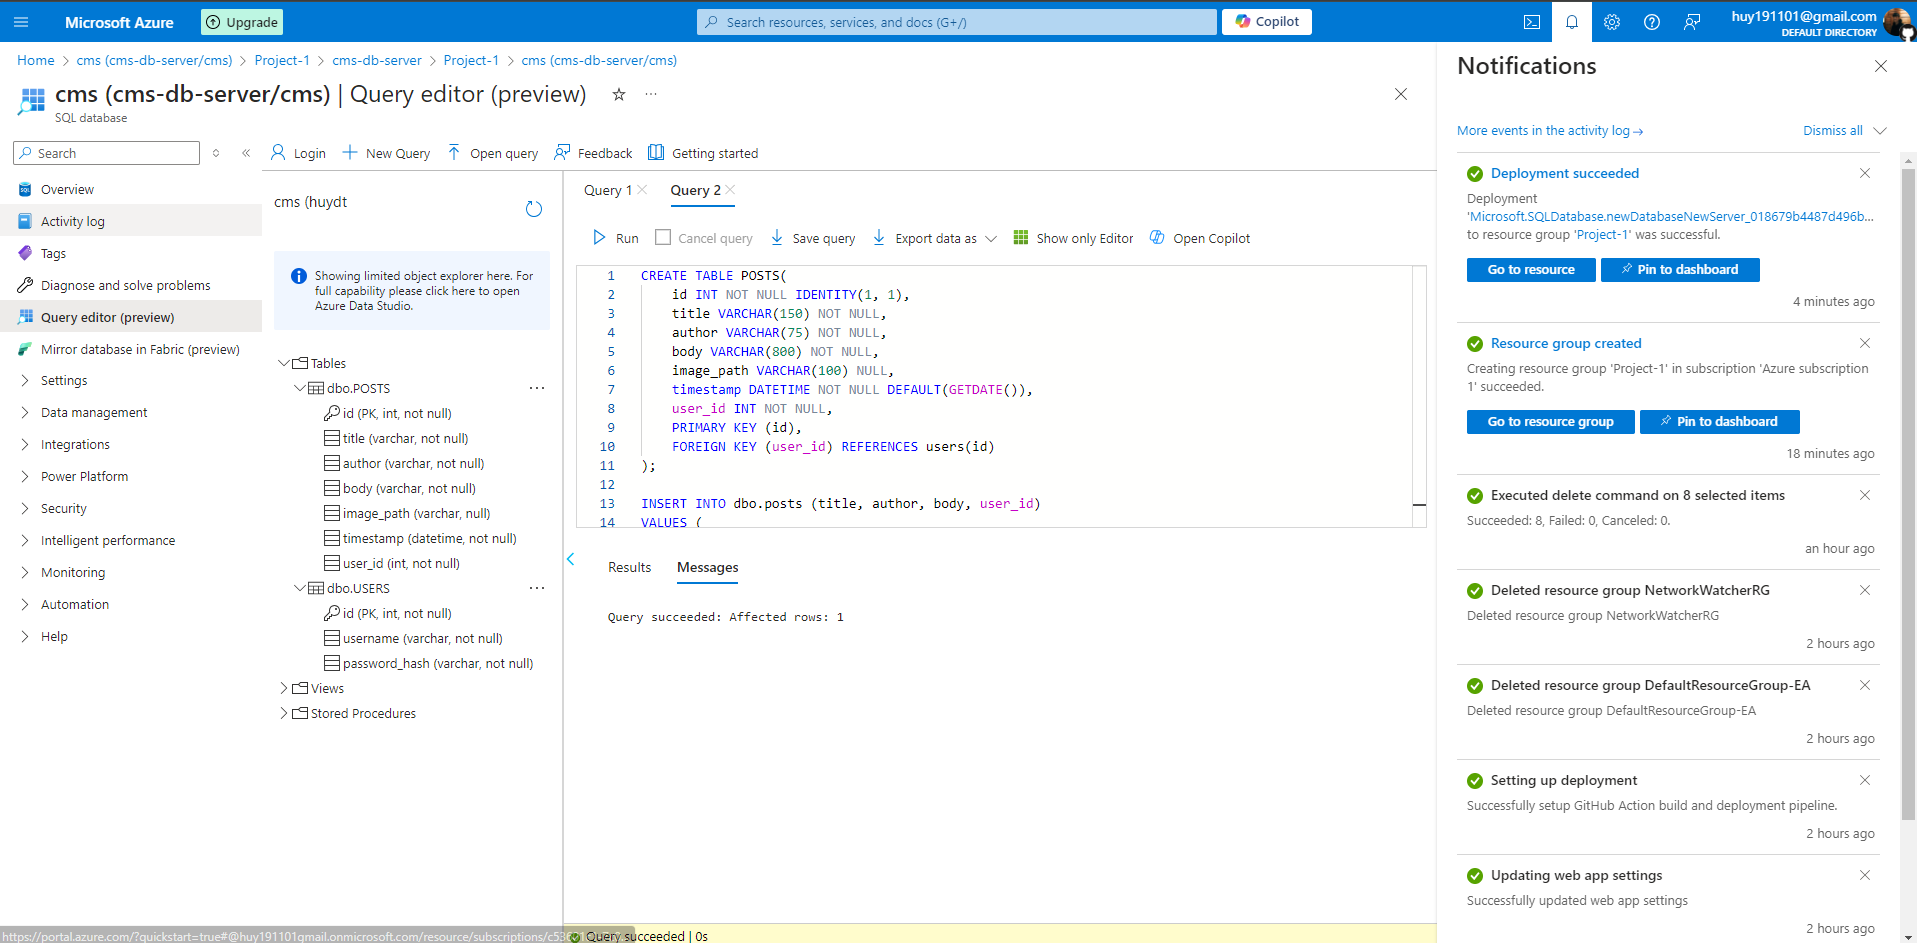 Microsoft Azure
Upgrade
Search resources, services, and docs (G+/)
Copilot
huy191101@gmail.com
DEFAULT DIRECTORY
Home > cms (cms-db-server/cms) > Project-1 > cms-db-server > Project-1 > cms (cms-db-server/cms)
cms (cms-db-server/cms) | Query editor (preview)
SQL database
Search
Login
New Query
Open query
Feedback
Getting started
Overview
Activity log
Tags
Diagnose and solve problems
Query editor (preview)
Mirror database in Fabric (preview)
Settings
Data management
Integrations
Power Platform
Security
Intelligent performance
Monitoring
Automation
Help
cms (huydt
Showing limited object explorer here. For
full capability please click here to open
Azure Data Studio.
Tables
dbo.POSTS
id (PK, int, not null)
title (varchar, not null)
author (varchar, not null)
body (varchar, not null)
image_path (varchar, null)
timestamp (datetime, not null)
user_id (int, not null)
dbo.USERS
id (PK, int, not null)
username (varchar, not null)
password_hash (varchar, not null)
Views
Stored Procedures
Query 1
Query 2
Run
Cancel query
Save query
Export data as
Show only Editor
Open Copilot
1 CREATE TABLE POSTS(
2 id INT NOT NULL IDENTITY(1, 1),
3 title VARCHAR(150) NOT NULL,
4 author VARCHAR(75) NOT NULL,
5 body VARCHAR(800) NOT NULL,
6 image_path VARCHAR(100) NULL,
7 timestamp DATETIME NOT NULL DEFAULT(GETDATE()),
8 user_id INT NOT NULL,
9 PRIMARY KEY (id),
10 FOREIGN KEY (user_id) REFERENCES users(id)
11 );
12
13 INSERT INTO dbo.posts (title, author, body, user_id)
14 VALUES (
Results
Messages
Query succeeded: Affected rows: 1
Query succeeded | 0s
https://portal.azure.com/?quickstart=true#@huy191101gmail.onmicrosoft.com/resource/subscriptions/c536
Notifications
More events in the activity log →
Dismiss all
Deployment succeeded
Deployment
'Microsoft.SQLDatabase.newDatabaseNewServer_018679b4487d496b...
to resource group 'Project-1' was successful.
Go to resource
Pin to dashboard
4 minutes ago
Resource group created
Creating resource group 'Project-1' in subscription 'Azure subscription
1' succeeded.
Go to resource group
Pin to dashboard
18 minutes ago
Executed delete command on 8 selected items
Succeeded: 8, Failed: 0, Canceled: 0.
an hour ago
Deleted resource group NetworkWatcherRG
Deleted resource group NetworkWatcherRG
2 hours ago
Deleted resource group DefaultResourceGroup-EA
Deleted resource group DefaultResourceGroup-EA
2 hours ago
Setting up deployment
Successfully setup GitHub Action build and deployment pipeline.
2 hours ago
Updating web app settings
Successfully updated web app settings
2 hours ago